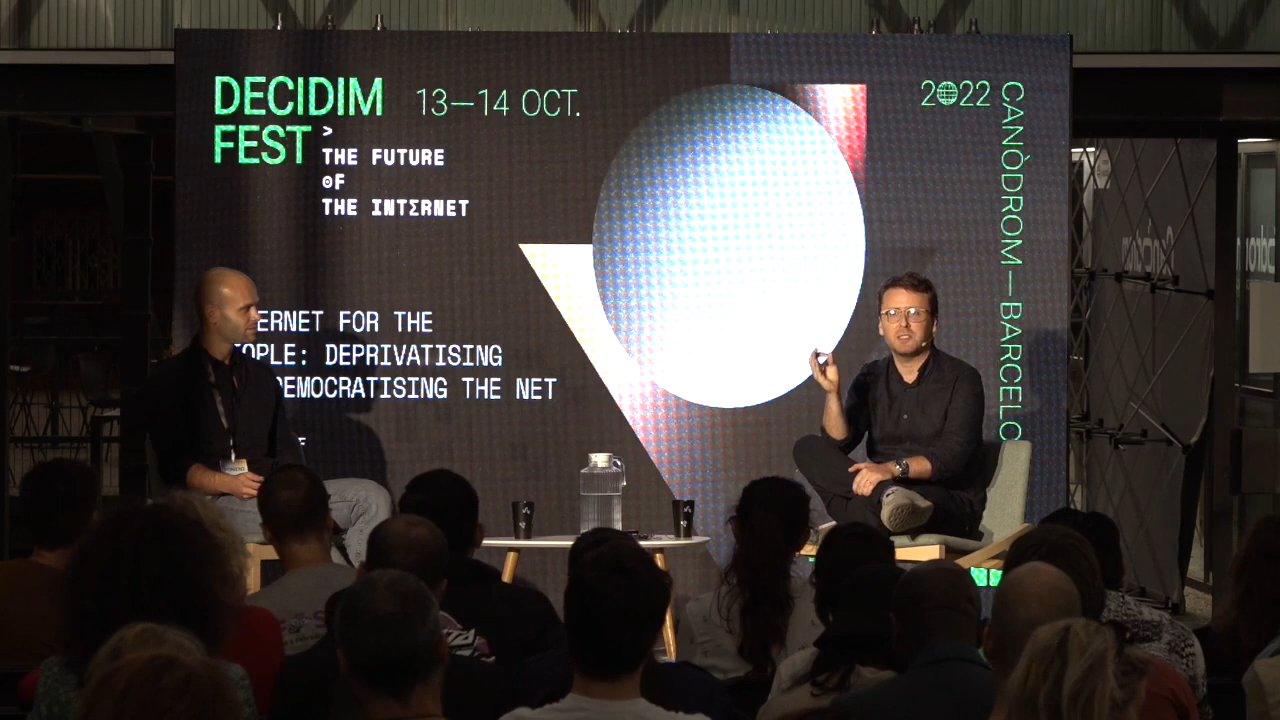 DECIDIM 13—14 OCT.
FEST >
THE FUTURE
OF
THE INTΣRNET
2022
CANÒDROM—BARCELO
ERNET FOR THE
OPLE: DEPRIVATISING
DEMOCRATISING THE NET